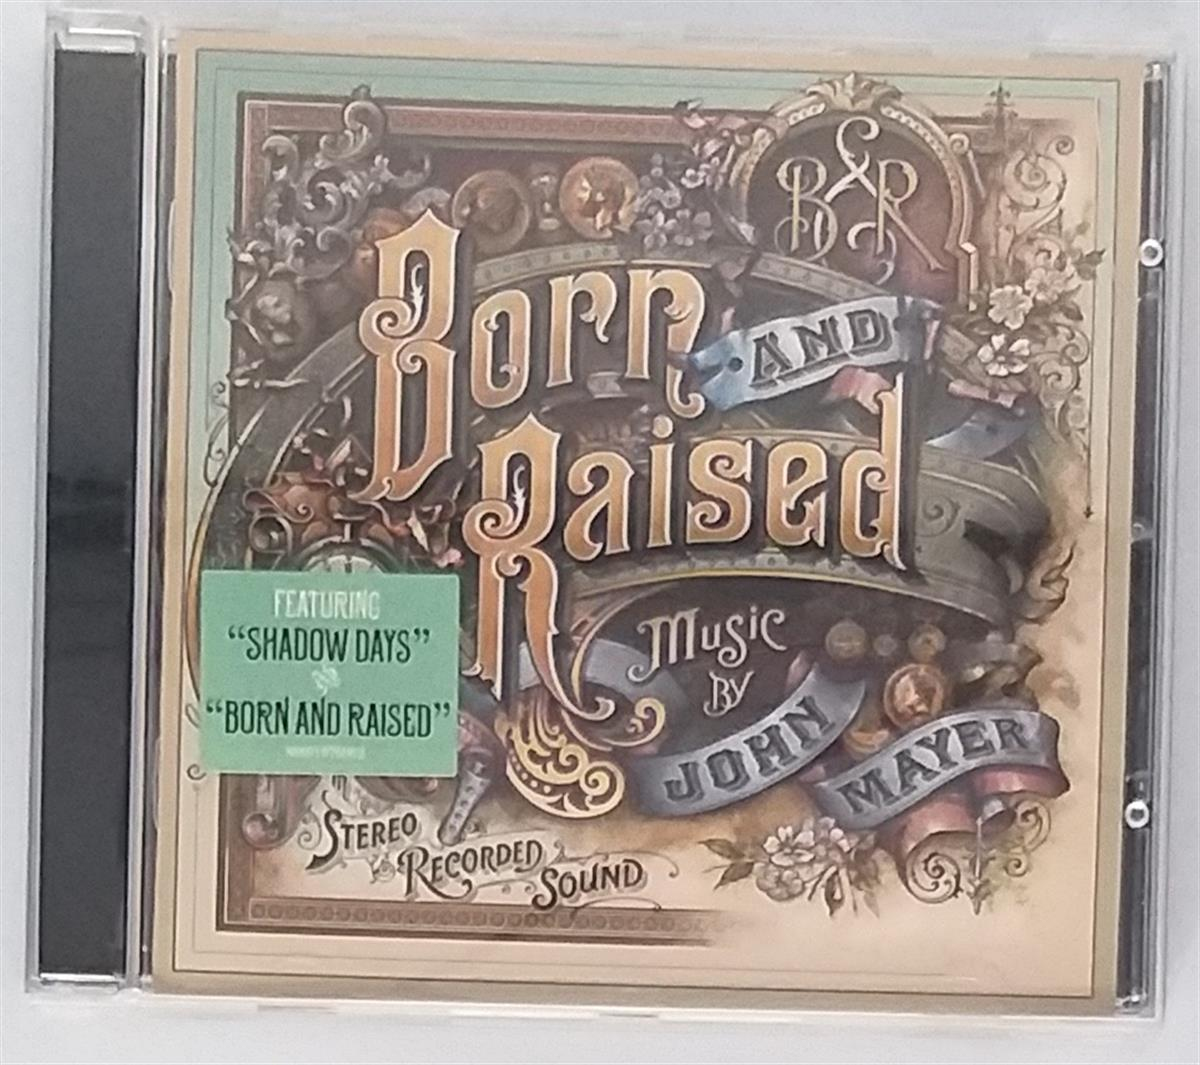 B & R
Born AND
Raised
Music
BY
JOHN
MAYER
FEATURING
“SHADOW DAYS”
“BORN AND RAISED”
STEREO
RECORDED
SOUND